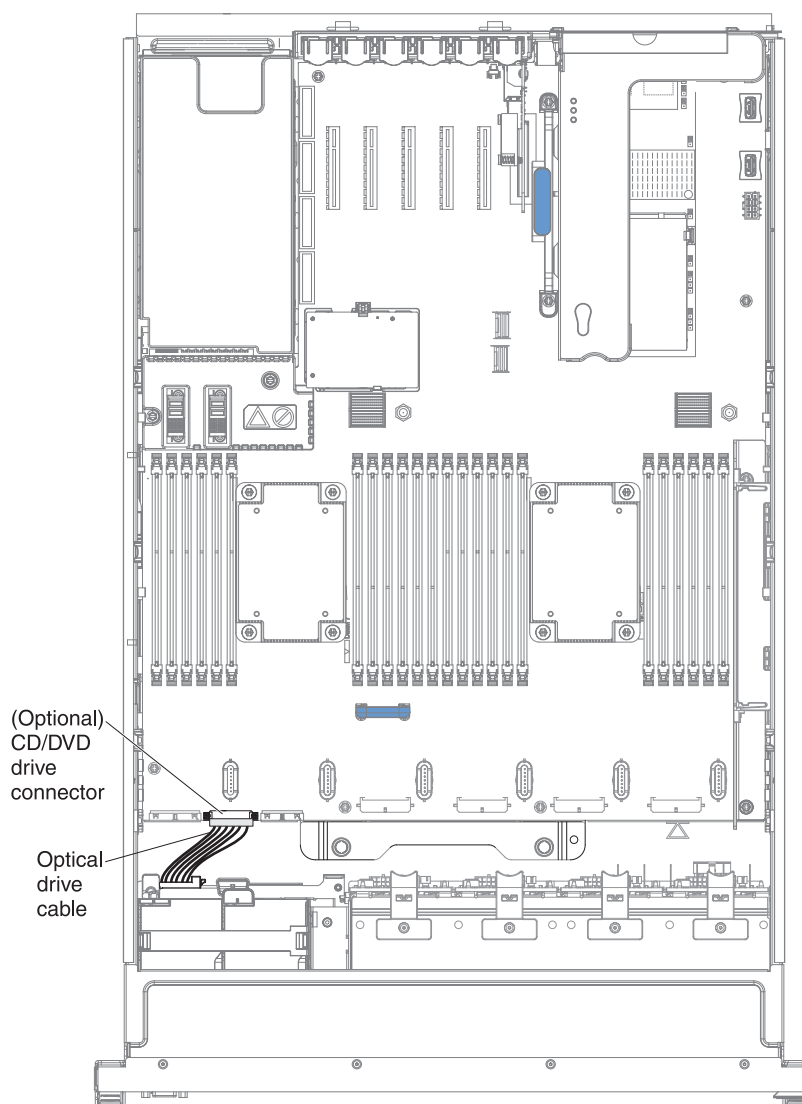 (Optional)
CD/DVD
drive
connector
Optical
drive
cable